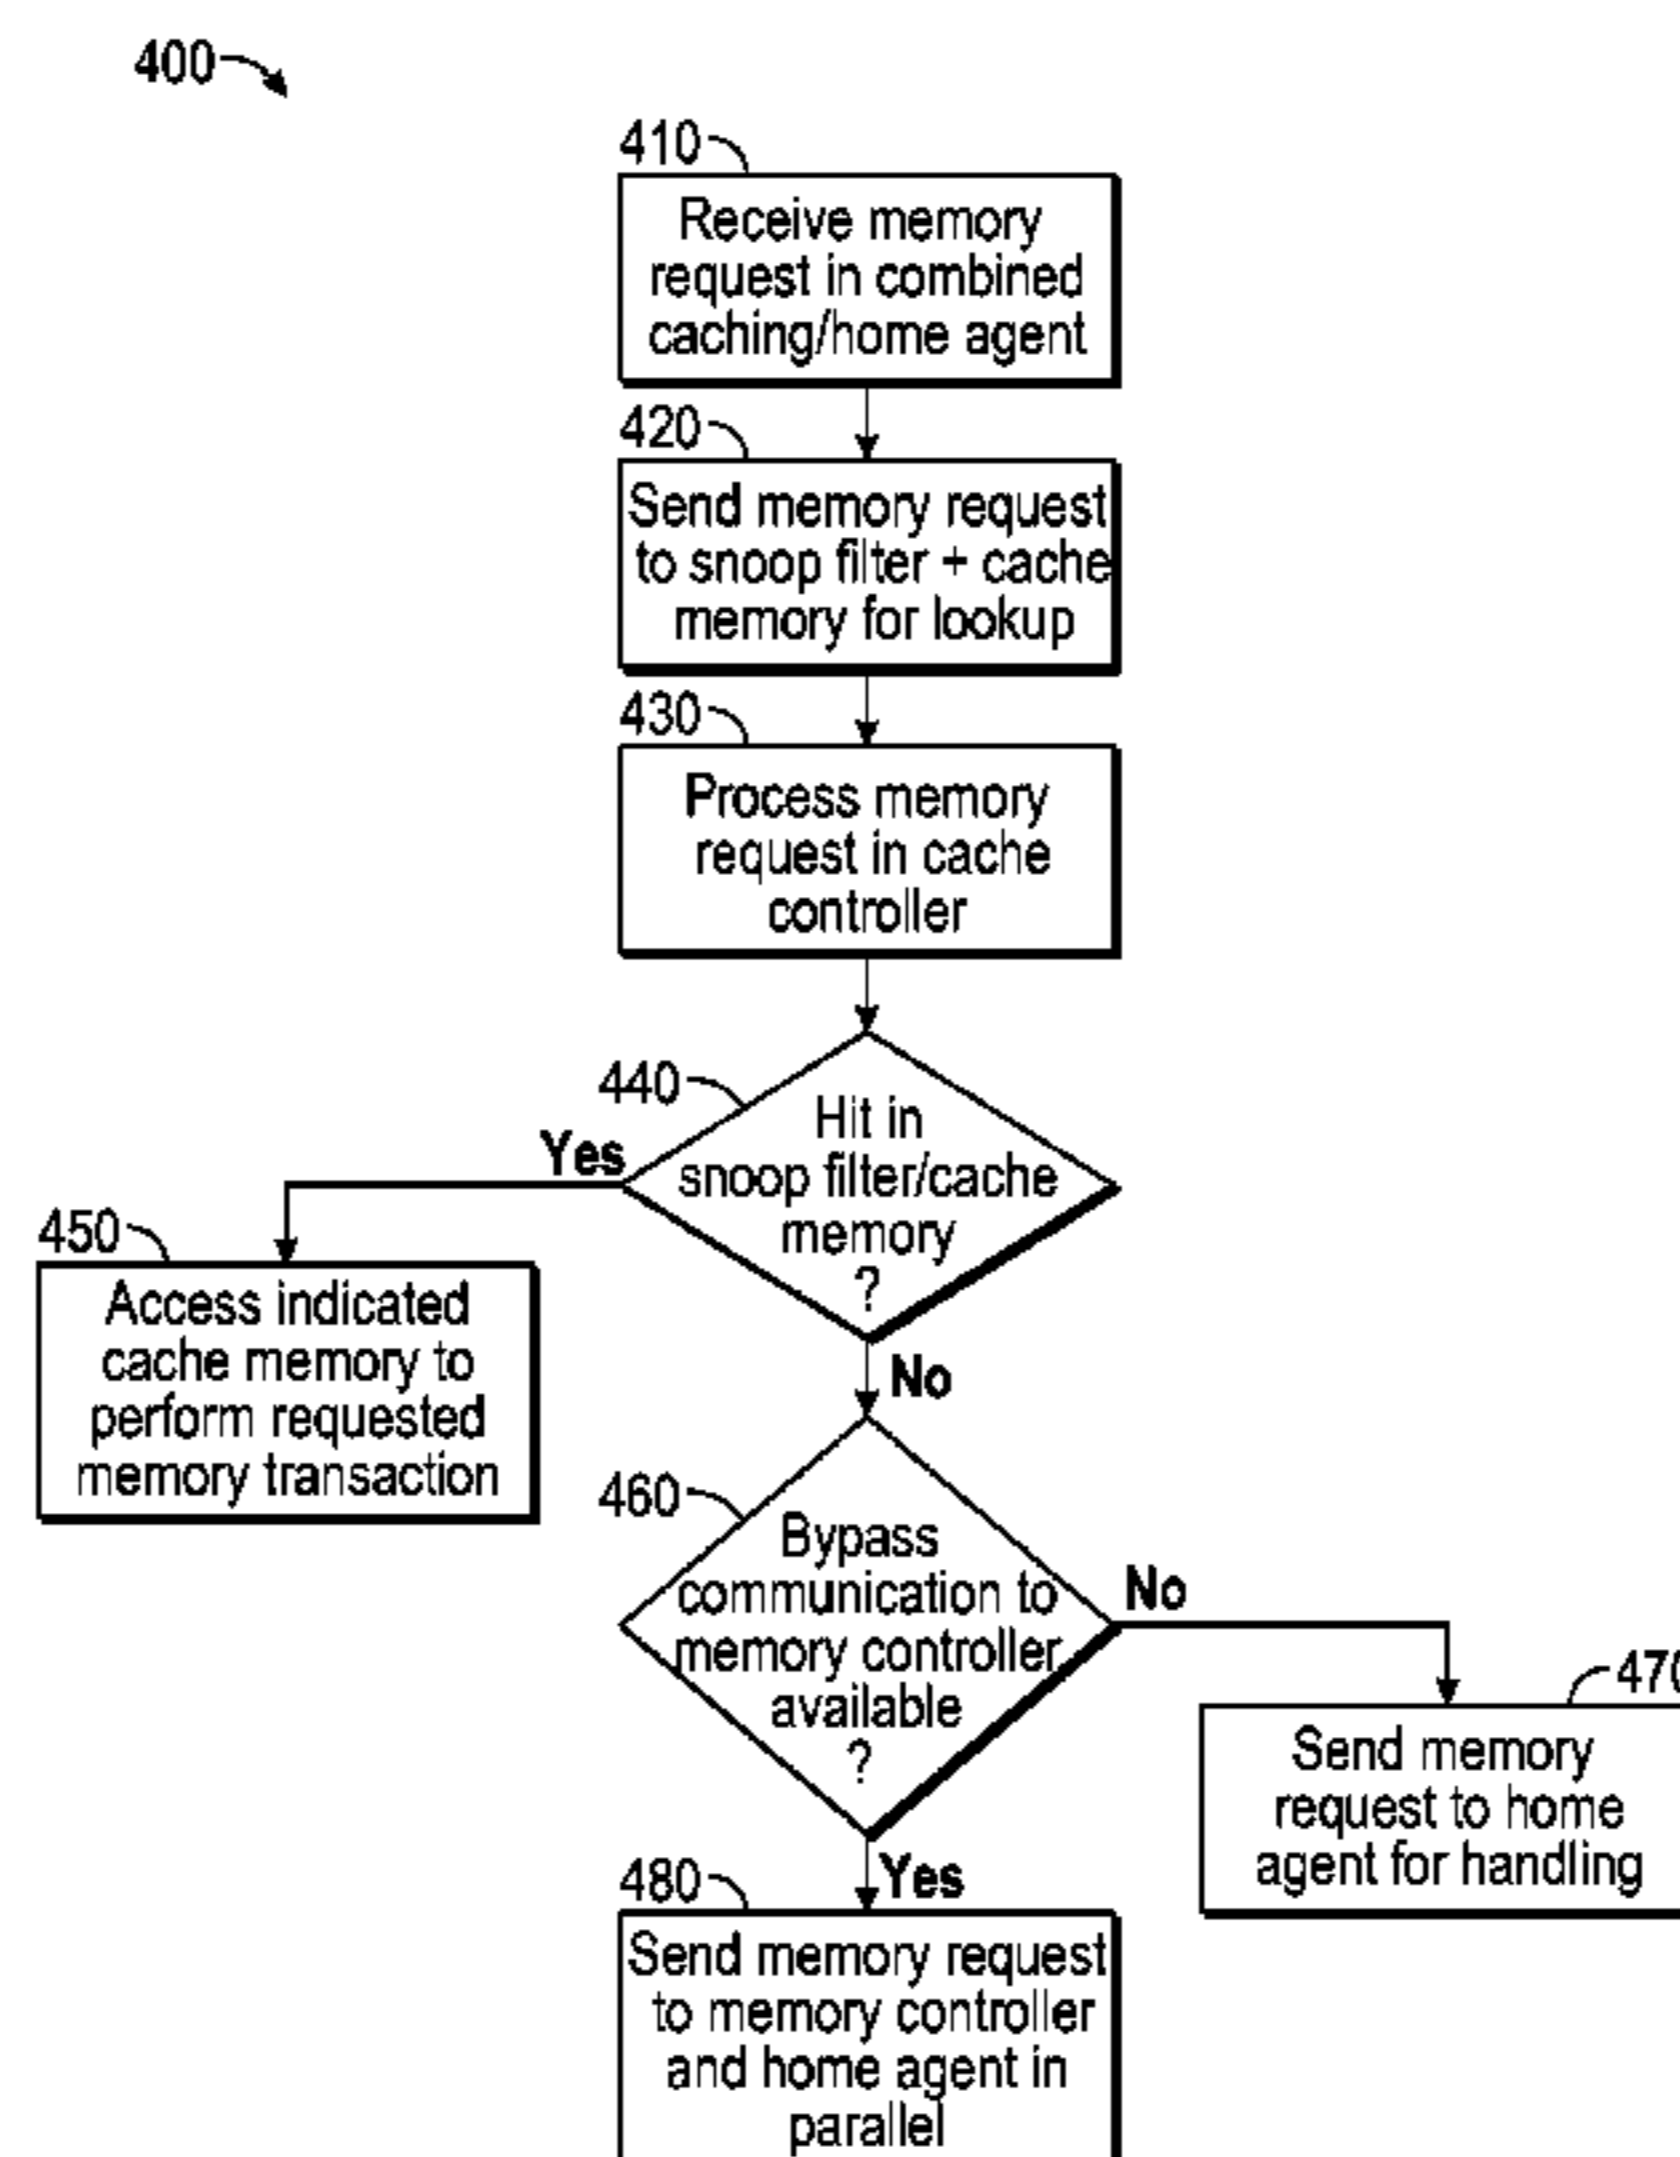 400
410
Receive memory
request in combined
caching/home agent
420
Send memory request
to snoop filter + cache
memory for lookup
430
Process memory
request in cache
controller
440
Hit in
snoop filter/cache
memory
?
Yes
450
Access indicated
cache memory to
perform requested
memory transaction
No
460
Bypass
communication to
memory controller
available
?
No
470
Send memory
request to home
agent for handling
Yes
480
Send memory request
to memory controller
and home agent in
parallel